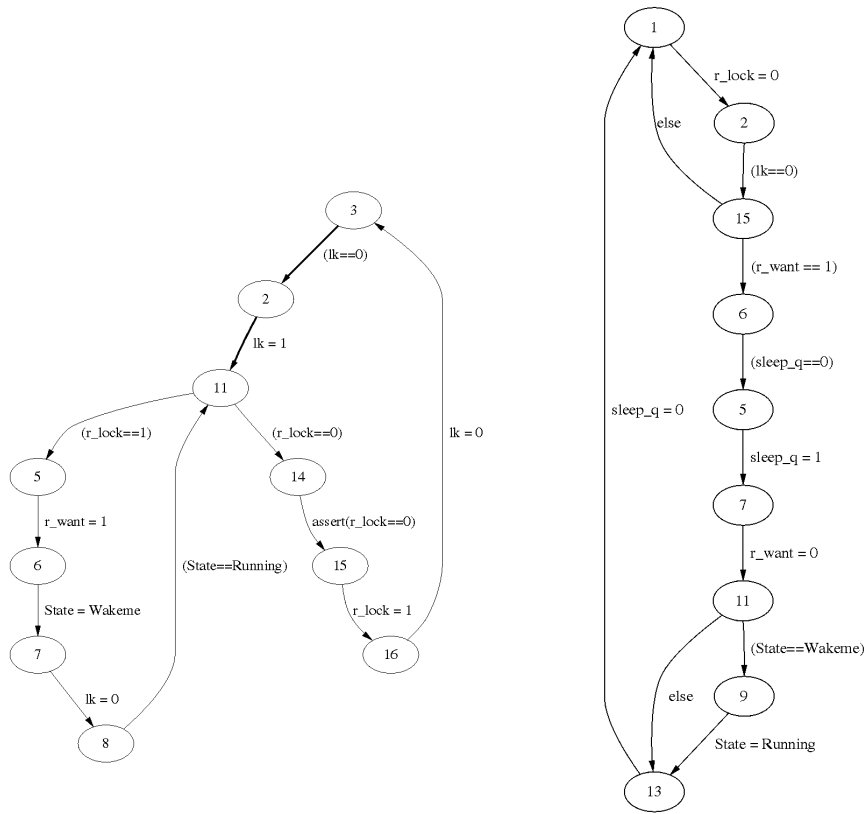 3
(lk==0)
2
lk = 1
11
(r_lock==1)
(r_lock==0)
lk = 0
5
14
r_want = 1
assert(r_lock==0)
6
(State==Running)
15
State = Wakeme
r_lock = 1
7
16
lk = 0
8
1
r_lock = 0
else
2
(lk==0)
15
(r_want == 1)
6
(sleep_q==0)
sleep_q = 0
5
sleep_q = 1
7
r_want = 0
11
(State==Wakeme)
else
9
State = Running
13